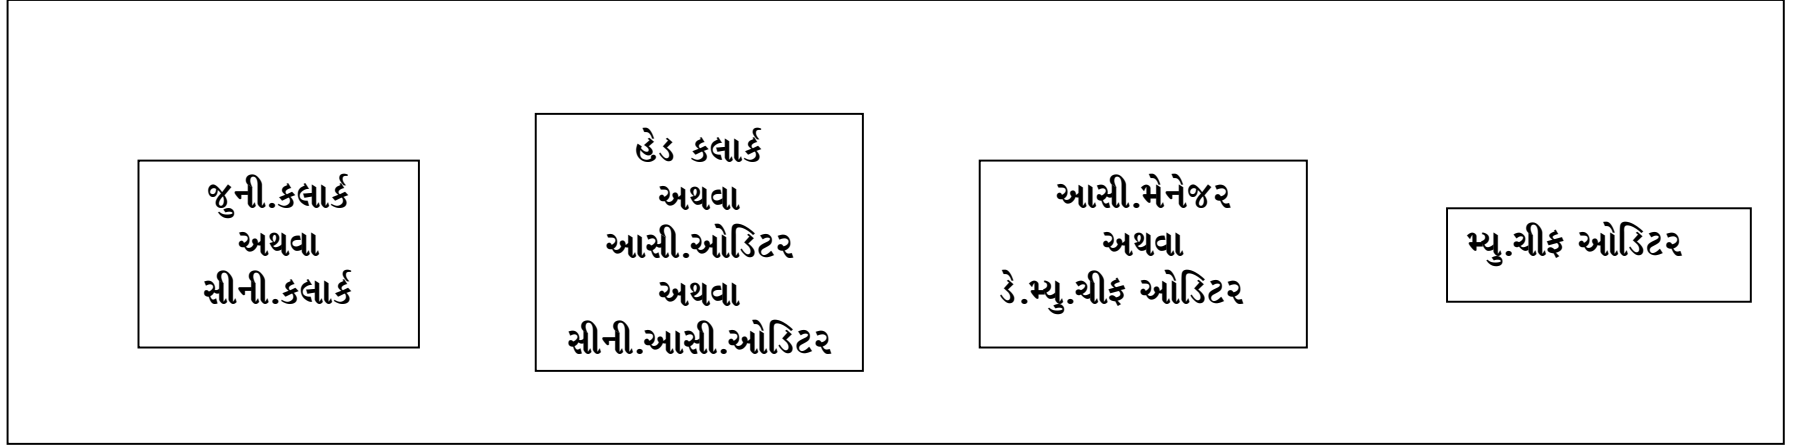 જુની.કલાર્ક
અથવા
સીની.કલાર્ક
હેડ કલાર્ક
અથવા
આસી.ઓડિટર
અથવા
સીની.આસી.ઓડિટર
આસી.મેનેજર
અથવા
ડે.મ્યુ.ચીફ ઓડિટર
મ્યુ.ચીફ ઓડિટર